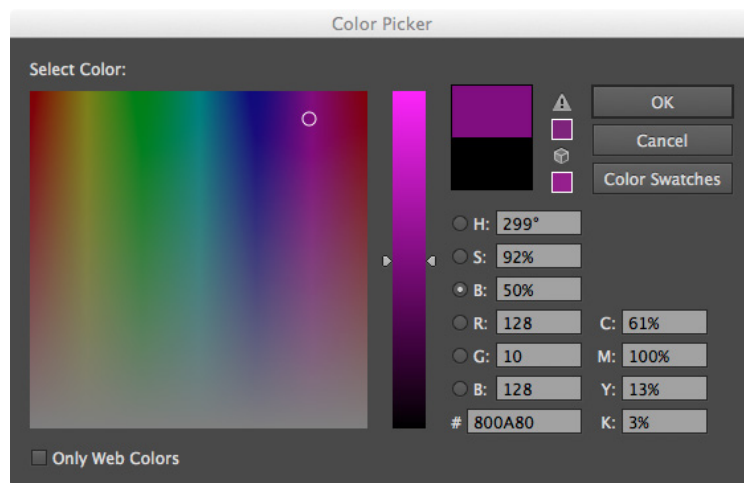 Color Picker
Select Color:
OK
Cancel
Color Swatches
H: 299°
S: 92%
B: 50%
R: 128 C: 61%
G: 10 M: 100%
B: 128 Y: 13%
# 800A80 K: 3%
Only Web Colors